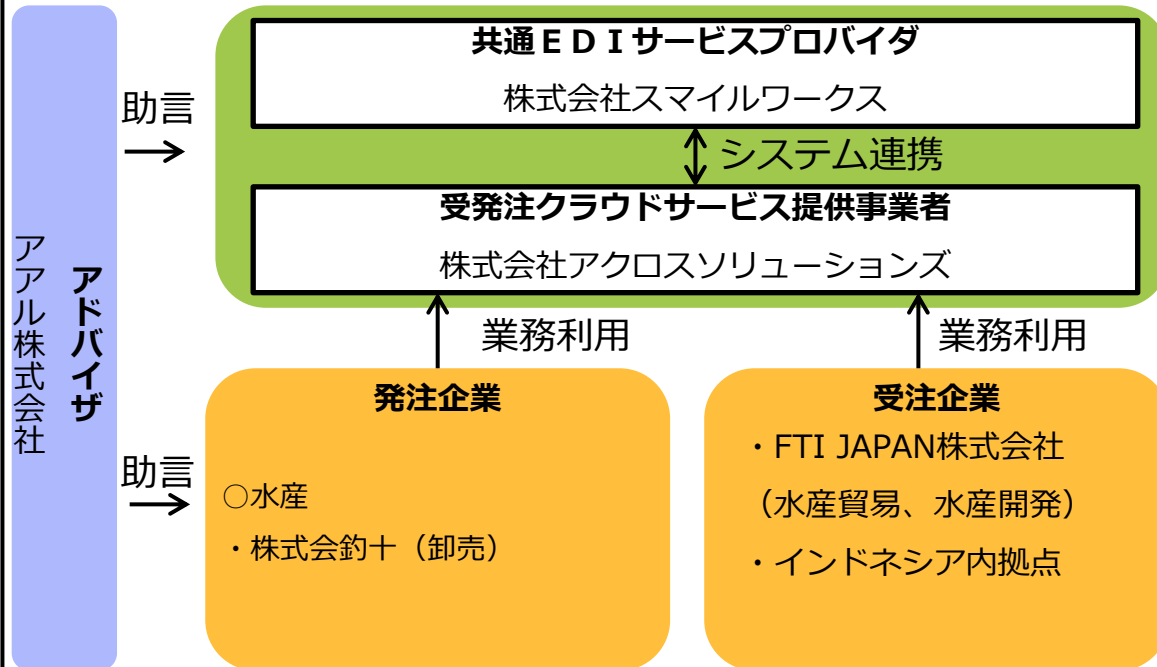 共通ＥＤＩサービスプロバイダ
株式会社スマイルワークス
助言
システム連携
受発注クラウドサービス提供事業者
株式会社アクロスソリューションズ
アドバイザ
アアル株式会社
業務利用
業務利用
助言
発注企業
○水産
・株式会釣十（卸売）
受注企業
・FTI JAPAN株式会社
（水産貿易、水産開発）
・インドネシア内拠点